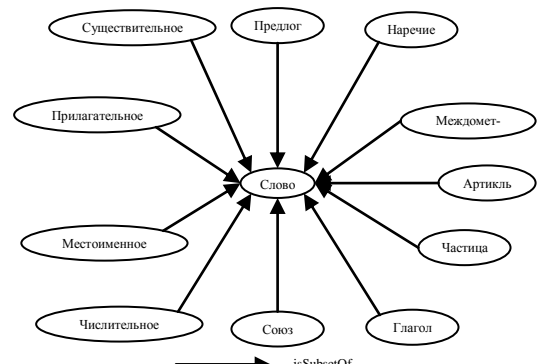 Существительное
Предлог
Наречие
Прилагательное
Междомет-
Слово
Артикль
Местоименное
Частица
Числительное
Союз
Глагол
isSubsetOf